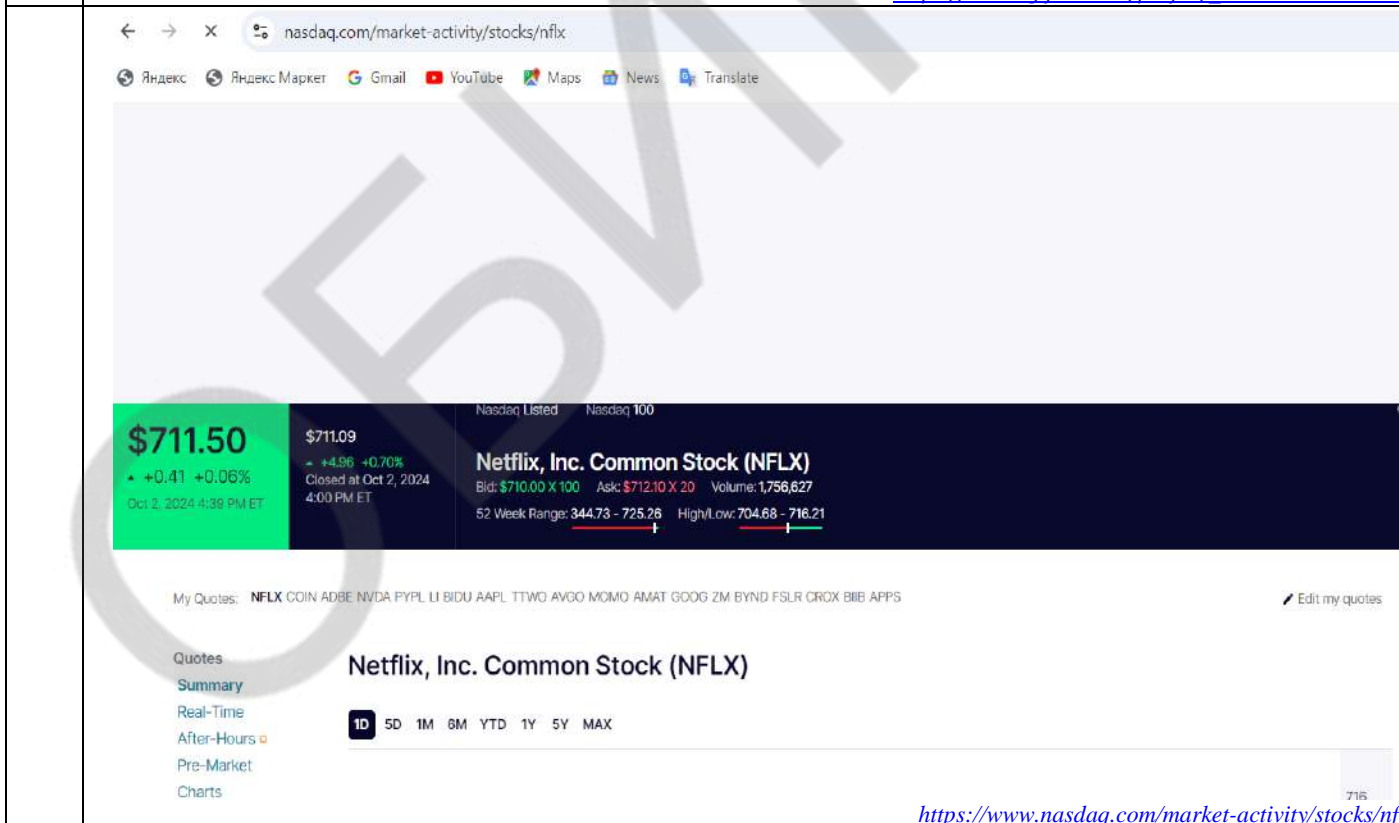 nasdaq.com/market-activity/stocks/nflx
Яндекс Яндекс Маркет Gmail YouTube Maps News Translate
Nasdaq Listed Nasdaq 100
$711.50
+0.41 +0.06%
Oct 2, 2024 4:39 PM ET
$711.09
+4.96 +0.70%
Closed at Oct 2, 2024
4:00 PM ET
Netflix, Inc. Common Stock (NFLX)
Bid: $710.00 X 100 Ask: $712.10 X 20 Volume: 1,756,627
52 Week Range: 344.73 - 725.26 High/Low: 704.68 - 716.21
My Quotes: NFLX COIN ADBE NVDA PYPL LI BIDU AAPL TTWO AVGO MOMO AMAT GOOG ZM BYND FSLR CROX BIIB APPS
Edit my quotes
Quotes
Summary
Real-Time
After-Hours
Pre-Market
Charts
Netflix, Inc. Common Stock (NFLX)
1D 5D 1M 6M YTD 1Y 5Y MAX
716
https://www.nasdaq.com/market-activity/stocks/nf